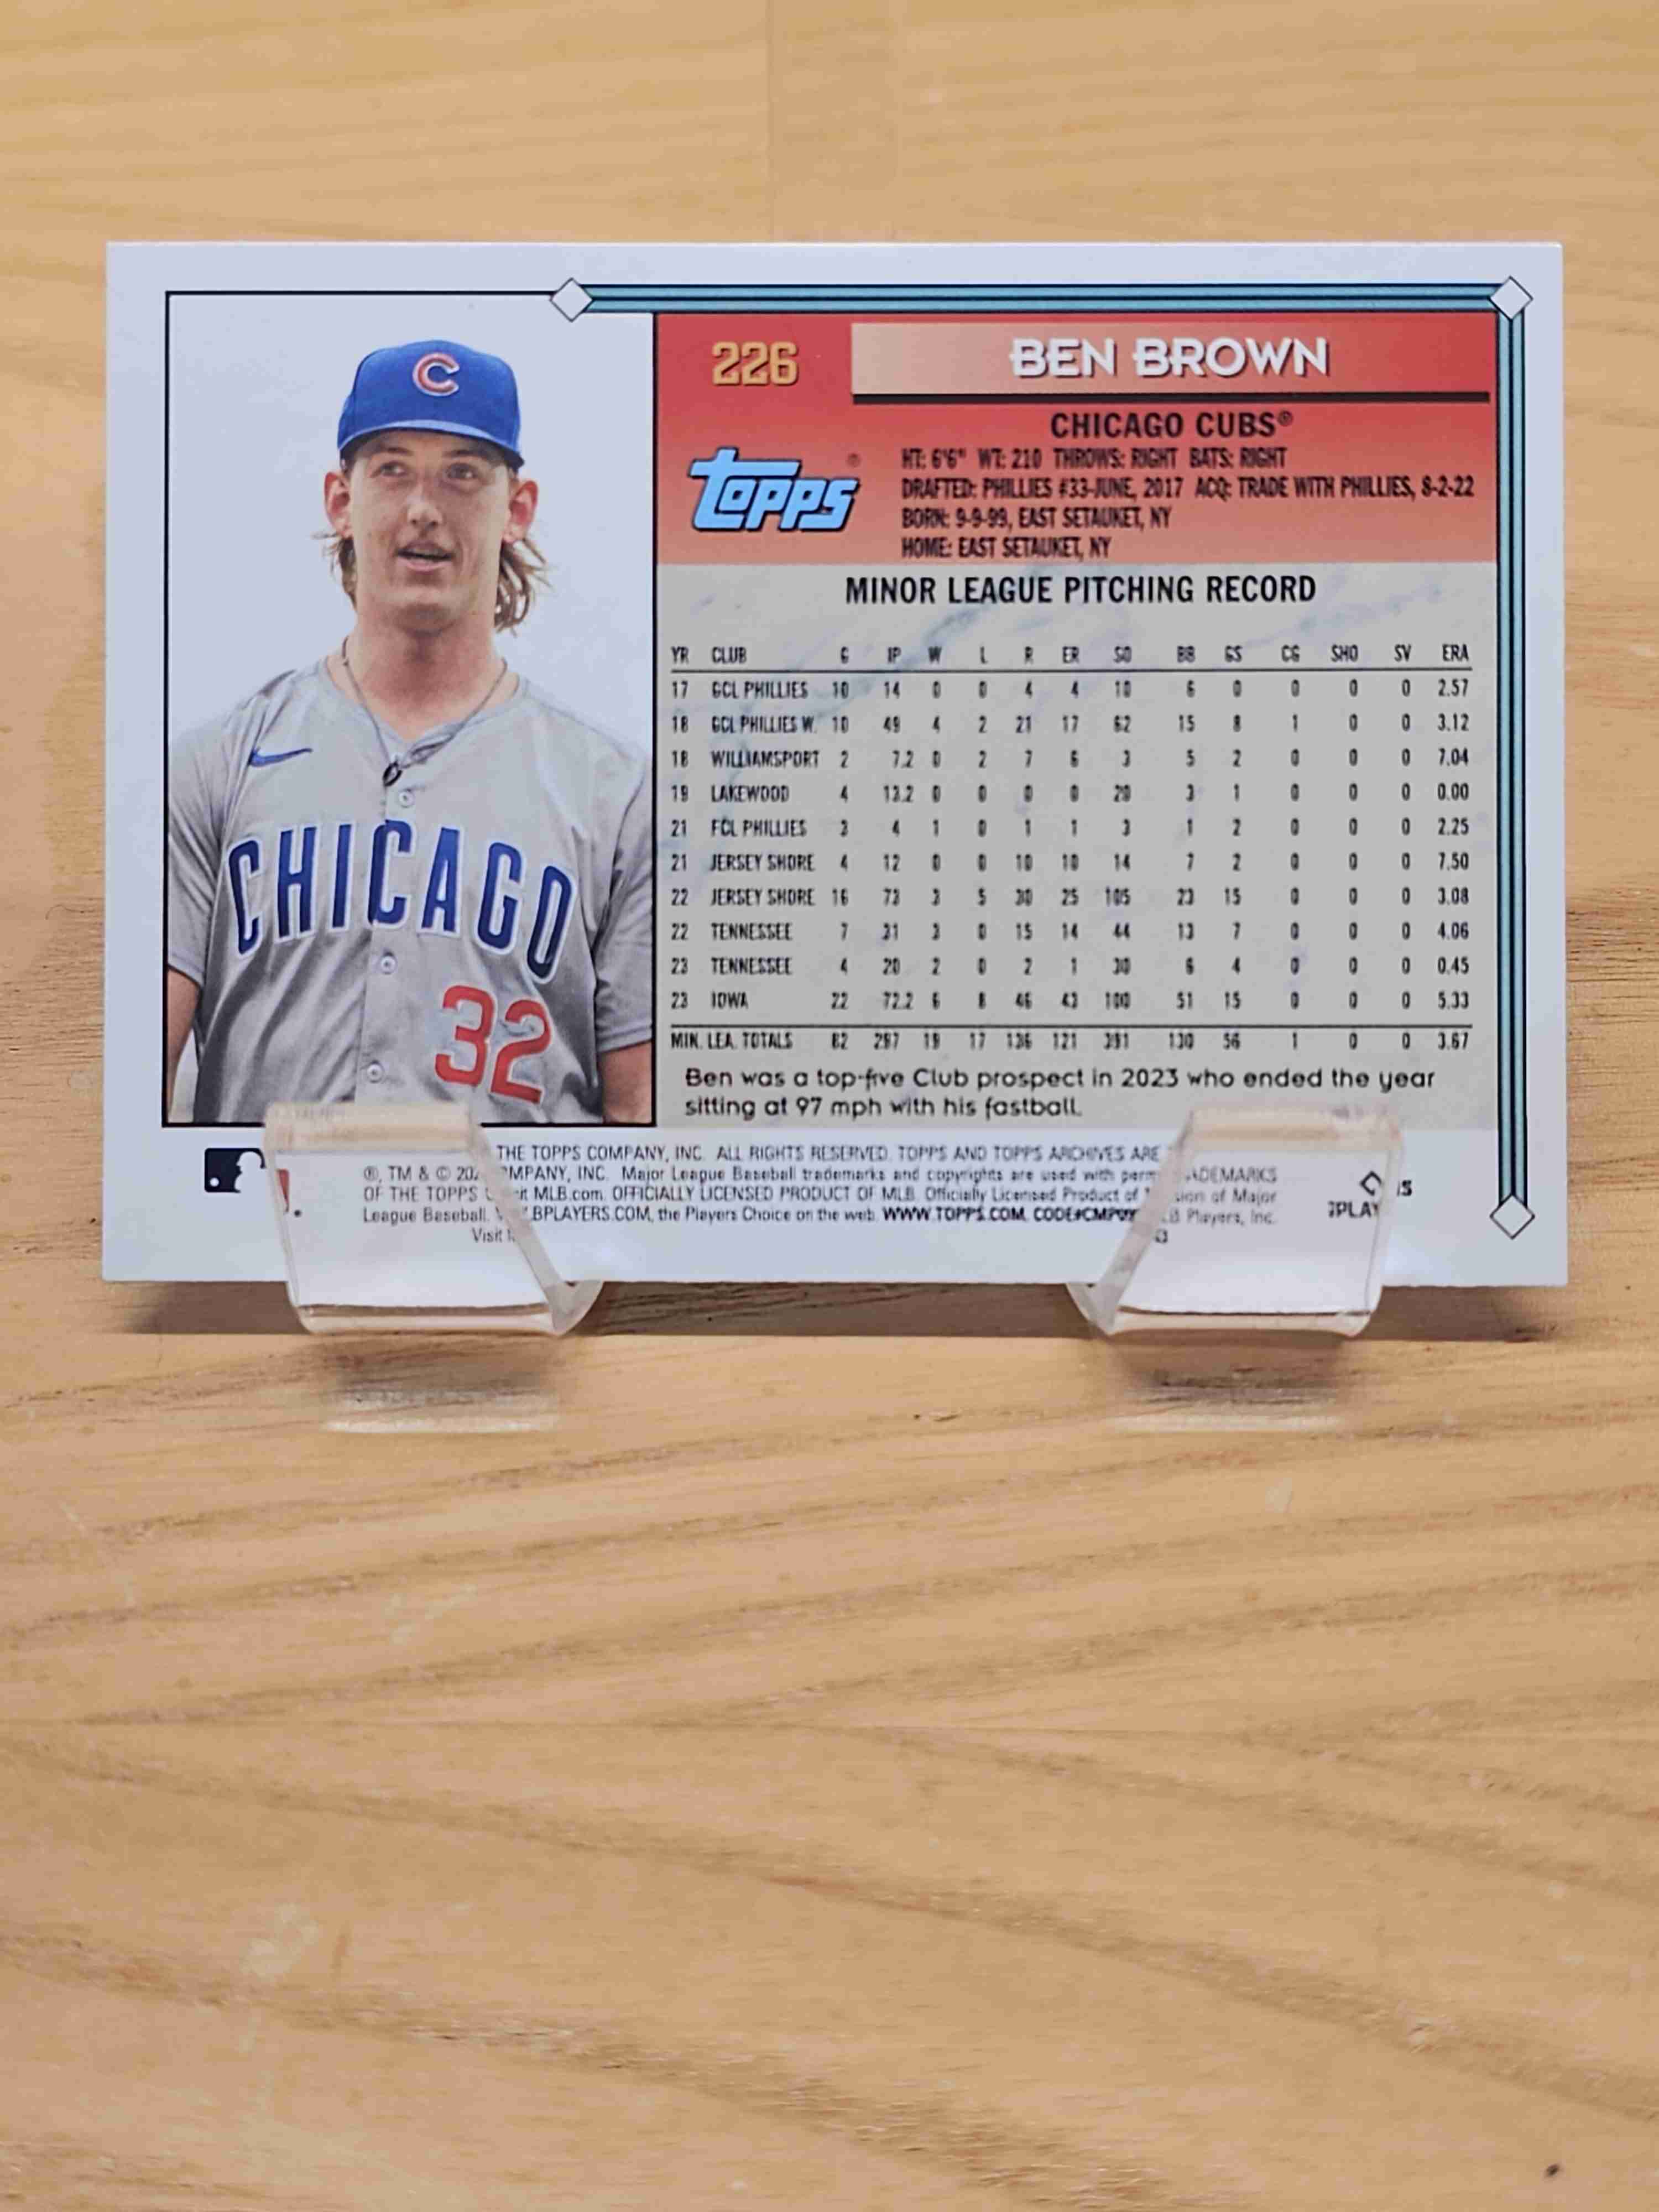 C
CHICAGO
32
226
BEN BROWN
CHICAGO CUBS®
Topps ®
HT: 6'6" WT: 210 THROWS: RIGHT BATS: RIGHT
DRAFTED: PHILLIES #33-JUNE, 2017 ACQ: TRADE WITH PHILLIES, 8-2-22
BORN: 9-9-99, EAST SETAUKET, NY
HOME: EAST SETAUKET, NY
MINOR LEAGUE PITCHING RECORD
YR CLUB G IP W L R ER SO BB GS CG SHO SV ERA
17 GCL PHILLIES 10 14 0 0 4 4 10 6 0 0 0 0 2.57
18 GCL PHILLIES W. 10 49 4 2 21 17 62 15 8 1 0 0 3.12
18 WILLIAMSPORT 2 7.2 0 2 7 6 3 5 2 0 0 0 7.04
19 LAKEWOOD 4 13.2 0 0 0 0 20 3 1 0 0 0 0.00
21 FCL PHILLIES 3 4 1 0 1 1 3 1 2 0 0 0 2.25
21 JERSEY SHORE 4 12 0 0 10 10 14 7 2 0 0 0 7.50
22 JERSEY SHORE 16 73 3 5 30 25 105 23 15 0 0 0 3.08
22 TENNESSEE 7 31 3 0 15 14 44 13 7 0 0 0 4.06
23 TENNESSEE 4 20 2 0 2 1 30 6 4 0 0 0 0.45
23 IOWA 22 72.2 6 8 46 43 100 51 15 0 0 0 5.33
MIN. LEA. TOTALS 82 297 19 17 136 121 391 130 56 1 0 0 3.67
Ben was a top-five Club prospect in 2023 who ended the year
sitting at 97 mph with his fastball.
THE TOPPS COMPANY, INC. ALL RIGHTS RESERVED. TOPPS AND TOPPS ARCHIVES ARE
®, TM & © INC. Major League Baseball trademarks and copyrights are used with
OF THE TOPPS MLB.com. OFFICIALLY LICENSED PRODUCT OF MLB Officially Licensed Product of of Major
League Baseball. the Players Choice on the web. WWW.TOPPS.COM. Players, Inc.
Visit